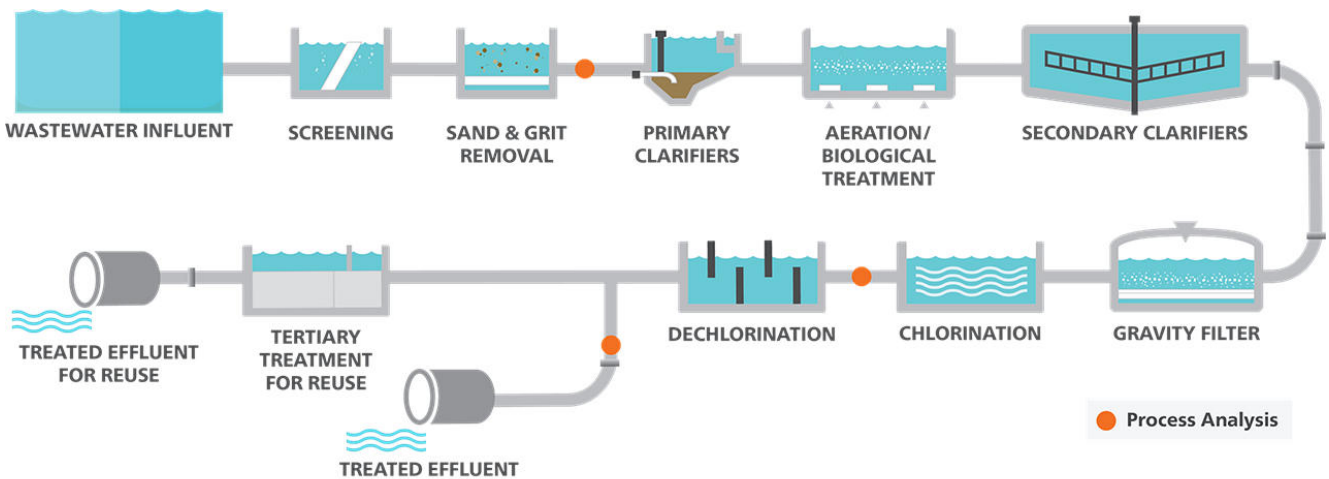 WASTEWATER INFLUENT
SCREENING
SAND & GRIT
REMOVAL
PRIMARY
CLARIFIERS
AERATION/
BIOLOGICAL
TREATMENT
SECONDARY CLARIFIERS
TREATED EFFLUENT
FOR REUSE
TERTIARY
TREATMENT
FOR REUSE
DECHLORINATION
CHLORINATION
GRAVITY FILTER
TREATED EFFLUENT
Process Analysis